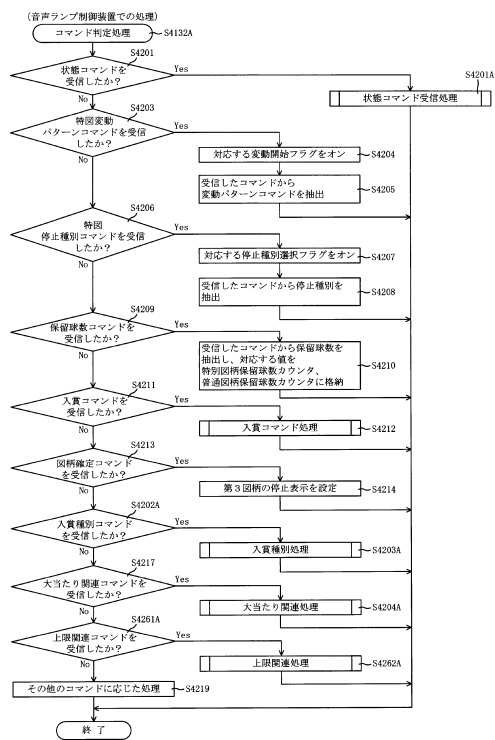 (音声ランプ制御装置での処理)
コマンド判定処理
S4132A
S4201
状態コマンドを
受信したか?
Yes
No
S4201A
状態コマンド受信処理
S4203
特図変動
パターンコマンドを受信
したか?
Yes
No
対応する変動開始フラグをオン
S4204
受信したコマンドから
変動パターンコマンドを抽出
S4205
S4206
特図
停止種別コマンドを受信
したか?
Yes
No
対応する停止種別選択フラグをオン
S4207
受信したコマンドから停止種別を
抽出
S4208
S4209
保留球数コマンドを
受信したか?
Yes
No
受信したコマンドから保留球数を
抽出し、対応する値を
特別図柄保留球数カウンタ、
普通図柄保留球数カウンタに格納
S4210
S4211
入賞コマンドを
受信したか?
Yes
No
入賞コマンド処理
S4212
S4213
図柄確定コマンド
を受信したか?
Yes
No
第3図柄の停止表示を設定
S4214
S4202A
入賞種別コマンド
を受信したか?
Yes
No
入賞種別処理
S4203A
S4217
大当たり関連コマンドを
受信したか?
Yes
No
大当たり関連処理
S4204A
S4261A
上限関連コマンドを
受信したか?
Yes
No
上限関連処理
S4262A
その他のコマンドに応じた処理
S4219
終了